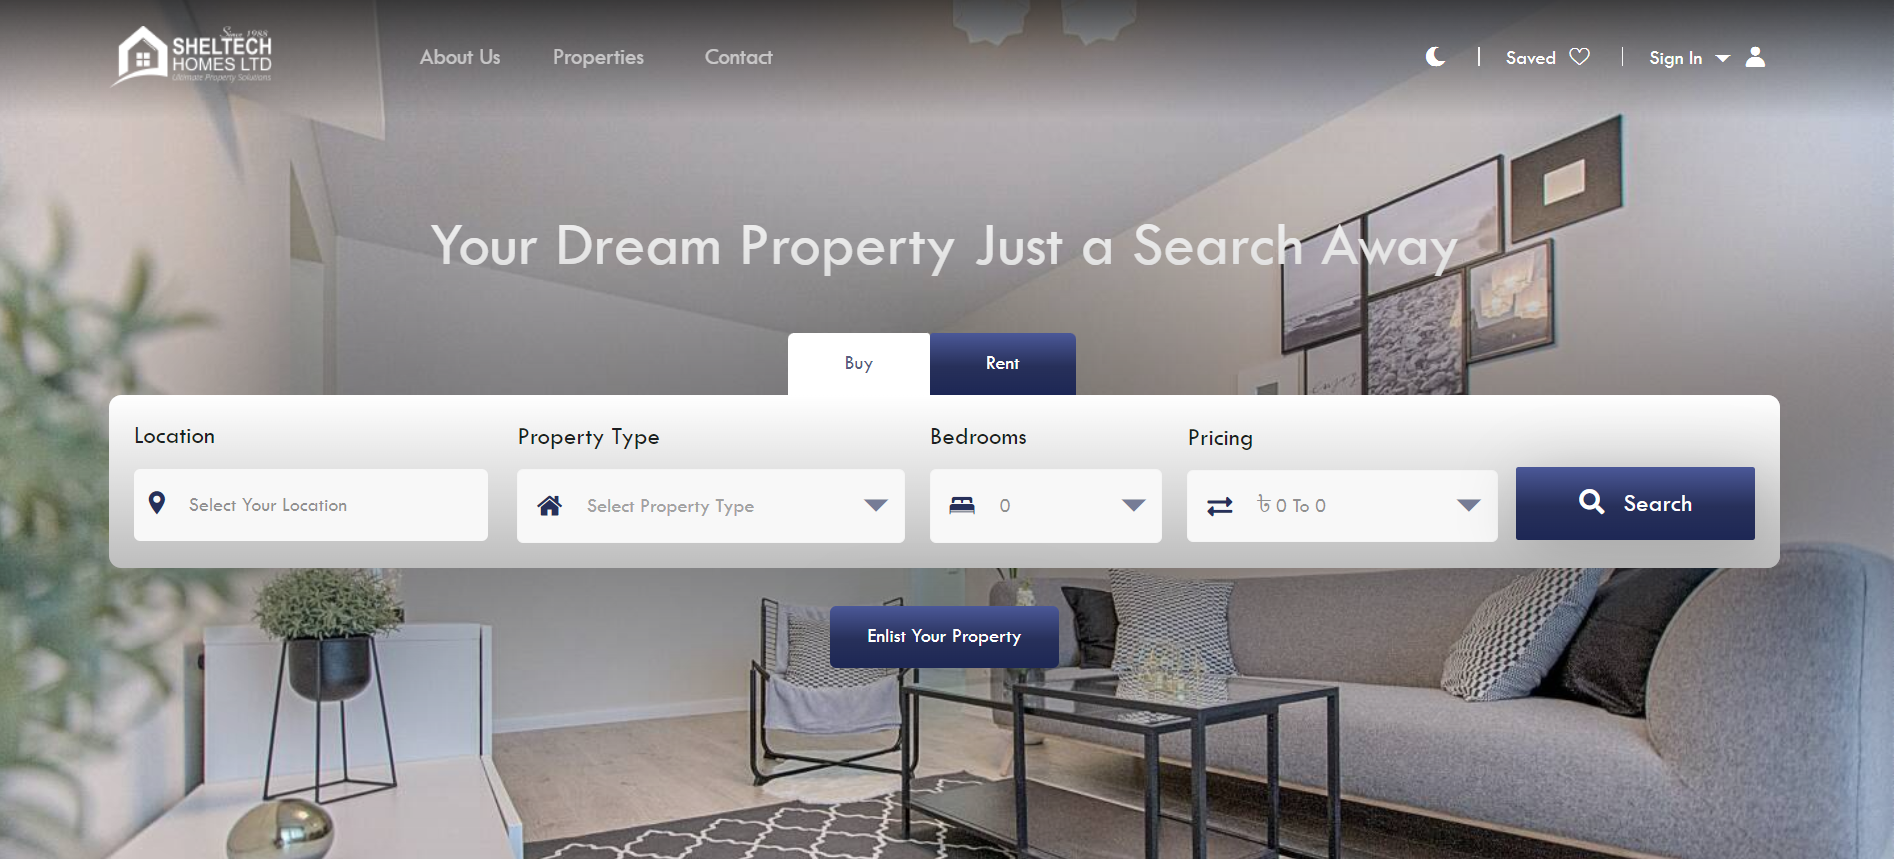 Since 1988
SHELTECH
HOMES LTD
Ultimate Property Solutions
About Us
Properties
Contact
Saved
Sign In
Your Dream Property Just a Search Away
Buy
Rent
Location
Property Type
Bedrooms
Pricing
Select Your Location
Select Property Type
0
৳ 0 To 0
Search
Enlist Your Property
enjoy